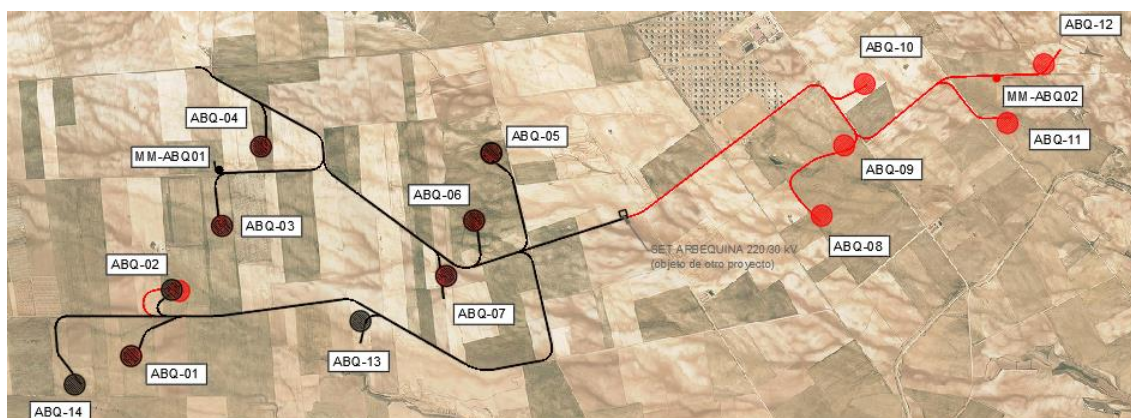 ABQ-12
ABQ-10
ABQ-04
MM-ABQ02
MM-ABQ01
ABQ-05
ABQ-11
ABQ-09
ABQ-06
ABQ-03
ABQ-08
SET ARBEQUINA 220/30 kV
(objeto de otro proyecto)
ABQ-02
ABQ-07
ABQ-13
ABQ-01
ABQ-14